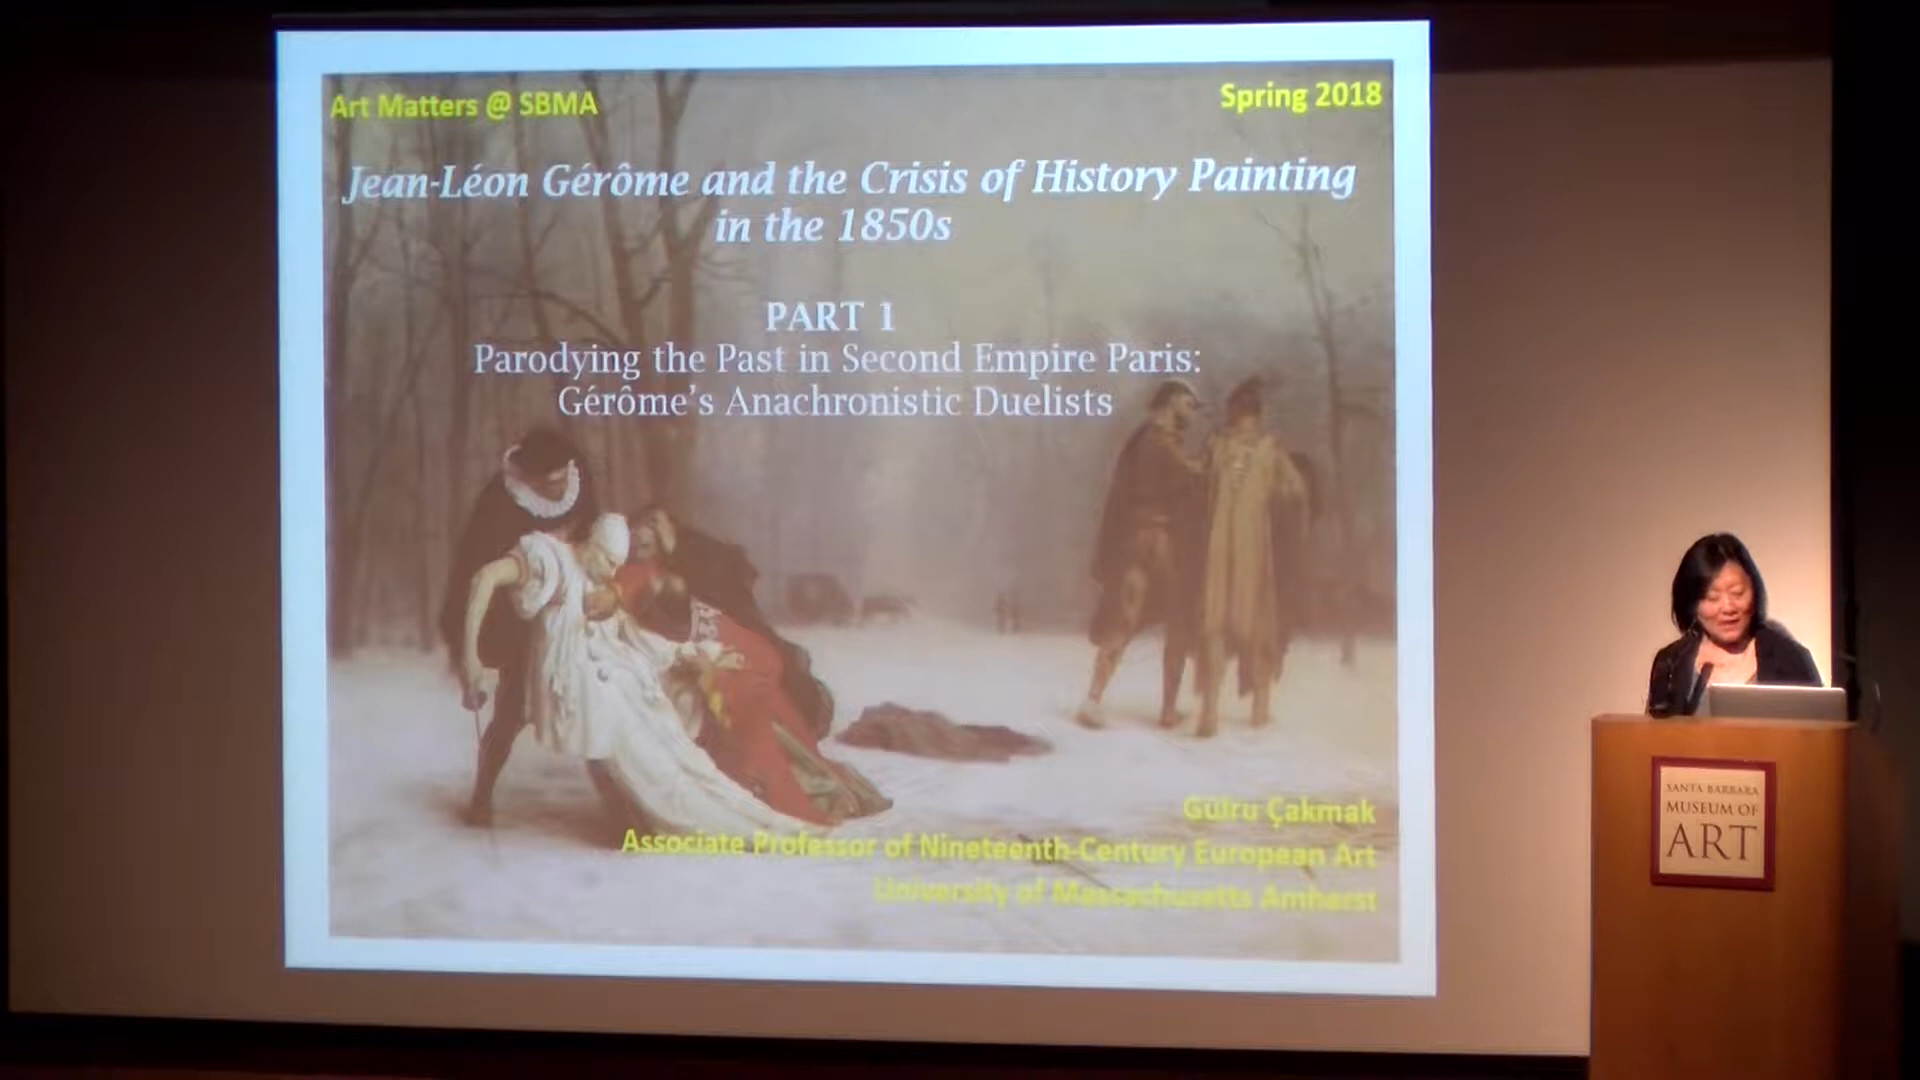 Art Matters @ SBMA
Spring 2018
Jean-Léon Gérôme and the Crisis of History Painting
in the 1850s
PART 1
Parodying the Past in Second Empire Paris:
Gérôme's Anachronistic Duelists
Gülru Çakmak
Associate Professor of Nineteenth-Century European Art
University of Massachusetts Amherst
SANTA BARBARA
MUSEUM OF
ART